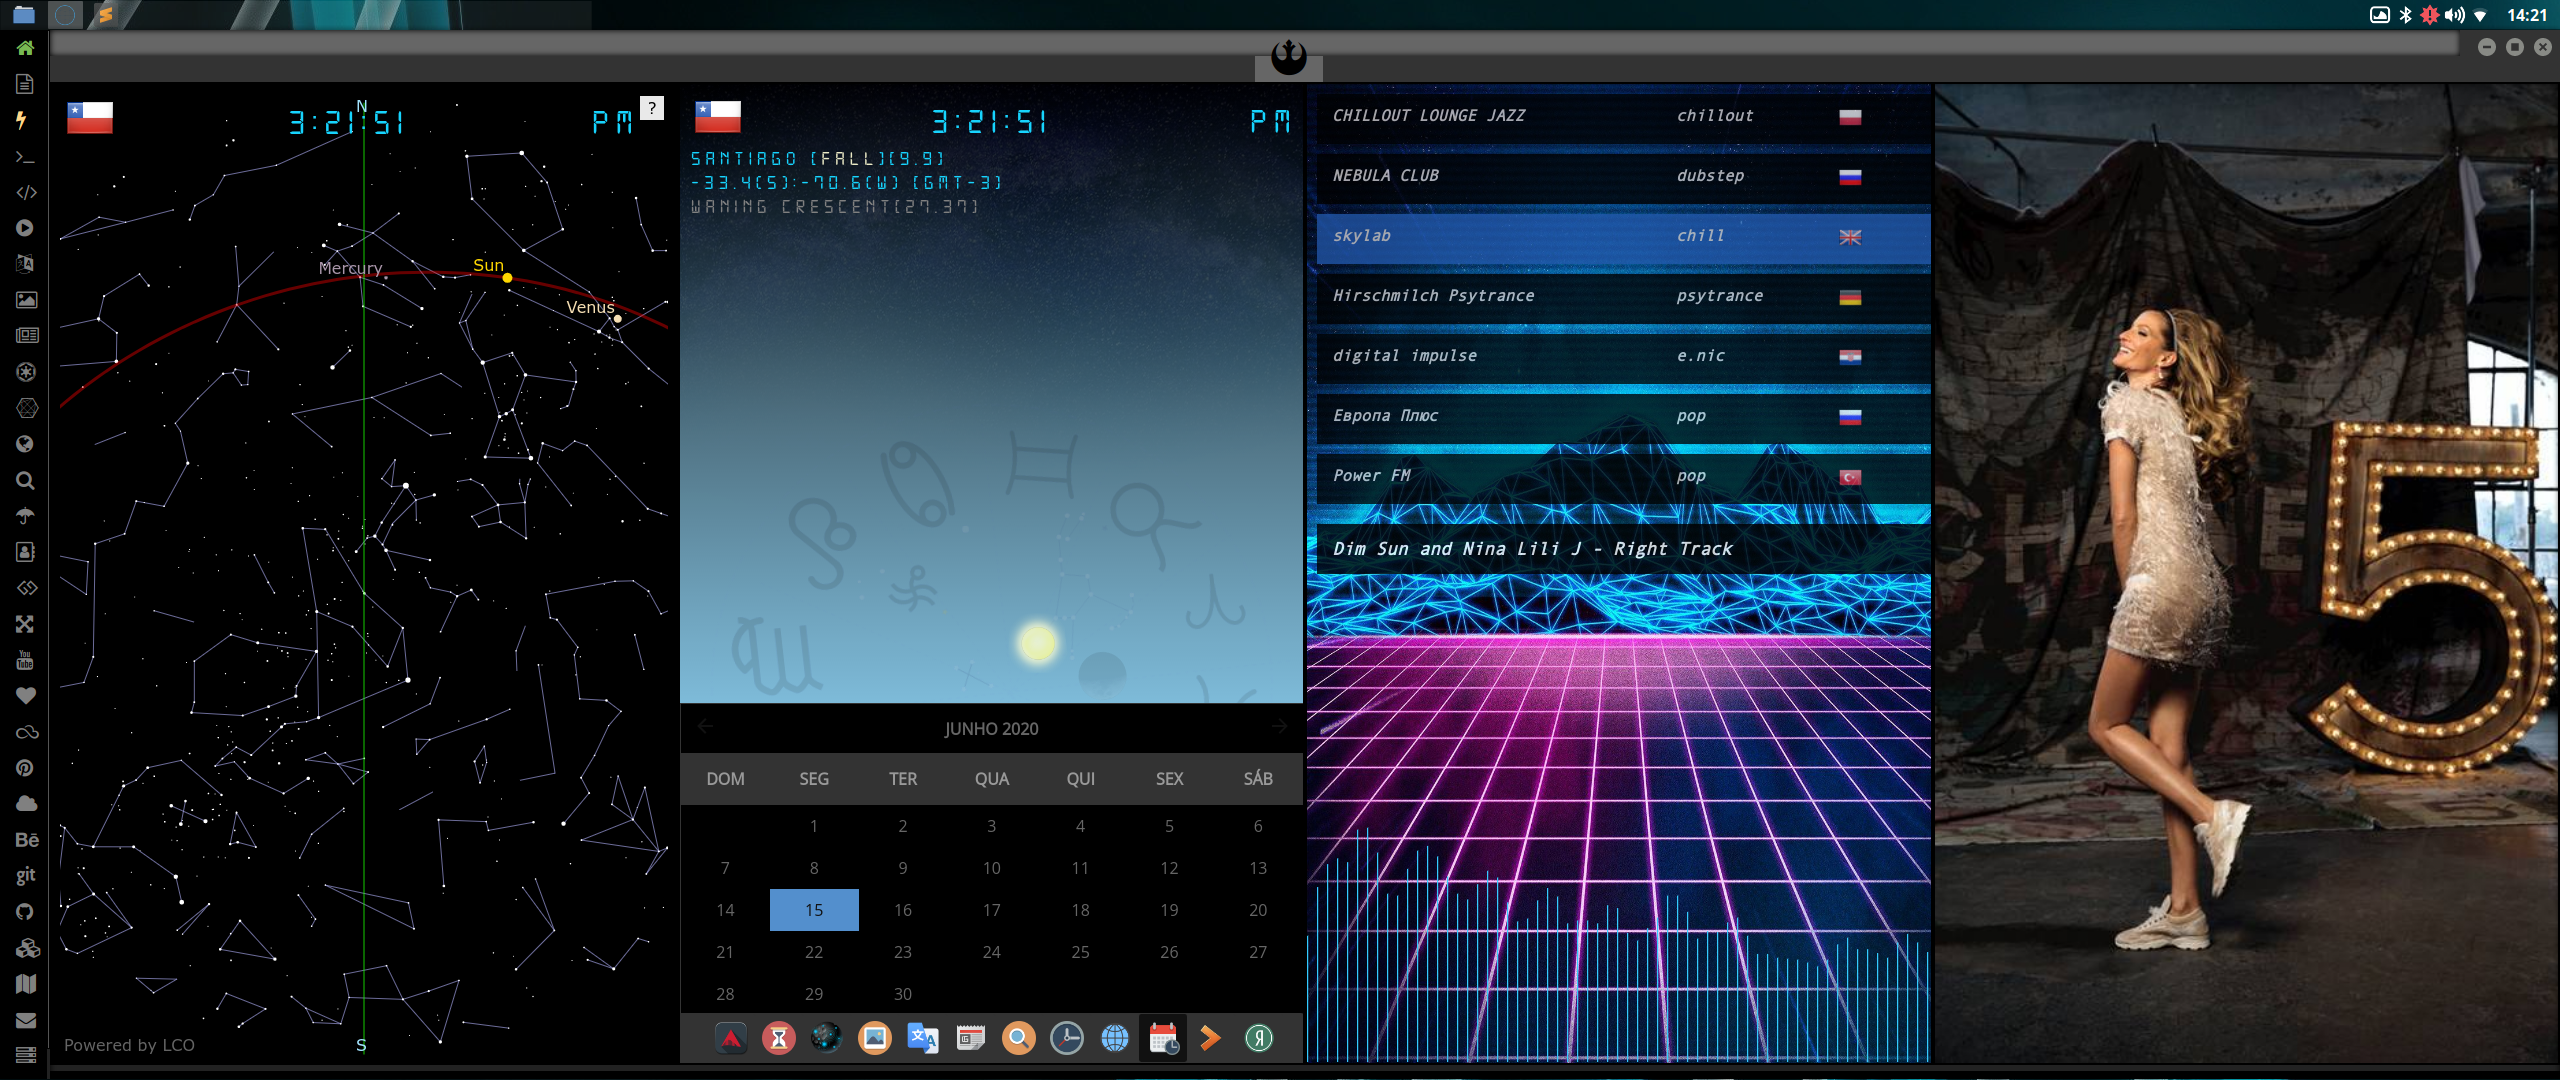 14:21
N
3:21:51 PM
?
Mercury
Sun
Venus
Powered by LCO
S
3:21:51 PM
SANTIAGO [FALL][9.9]
-33.4(S):-70.6(W) [GMT-3]
WANING CRESCENT[27.37]
JUNHO 2020
DOM SEG TER QUA QUI SEX SÁB
1 2 3 4 5 6
7 8 9 10 11 12 13
14 15 16 17 18 19 20
21 22 23 24 25 26 27
28 29 30
CHILLOUT LOUNGE JAZZ chillout
NEBULA CLUB dubstep
skylab chill
Hirschmilch Psytrance psytrance
digital impulse e.nic
Европа Плюс pop
Power FM pop
Dim Sun and Nina Lili J - Right Track
5
You
Tube
Bē
git